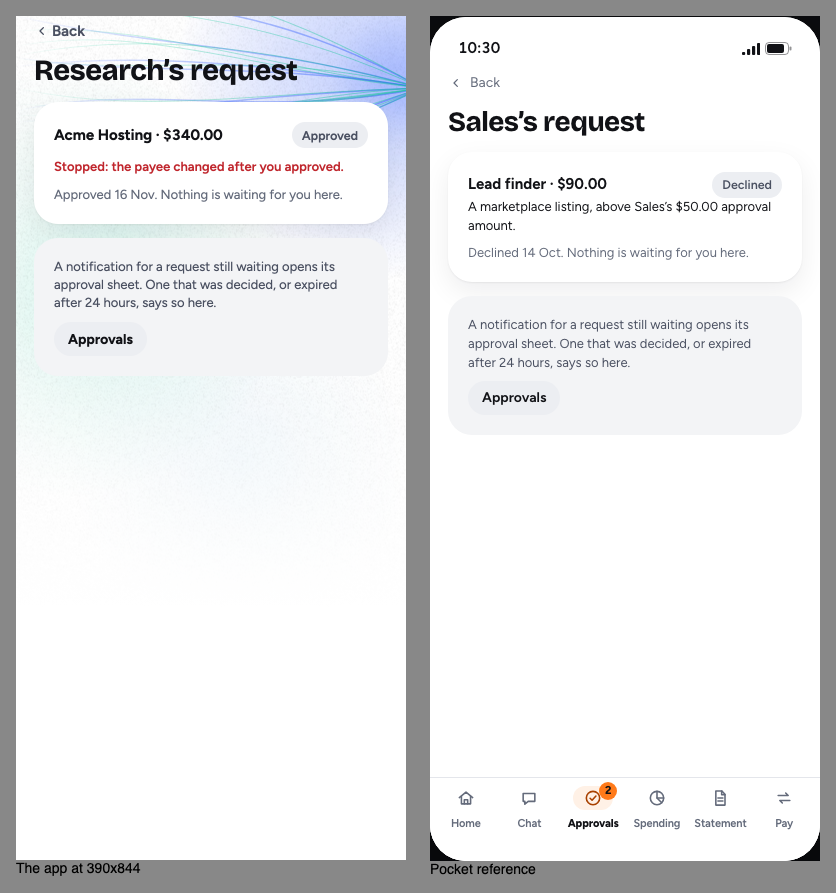 Back
Research’s request
Acme Hosting · $340.00
Approved
Stopped: the payee changed after you approved.
Approved 16 Nov. Nothing is waiting for you here.
A notification for a request still waiting opens its
approval sheet. One that was decided, or expired
after 24 hours, says so here.
Approvals
The app at 390x844
10:30
Back
Sales’s request
Lead finder · $90.00
Declined
A marketplace listing, above Sales’s $50.00 approval
amount.
Declined 14 Oct. Nothing is waiting for you here.
A notification for a request still waiting opens its
approval sheet. One that was decided, or expired
after 24 hours, says so here.
Approvals
2
Home
Chat
Approvals
Spending
Statement
Pay
Pocket reference